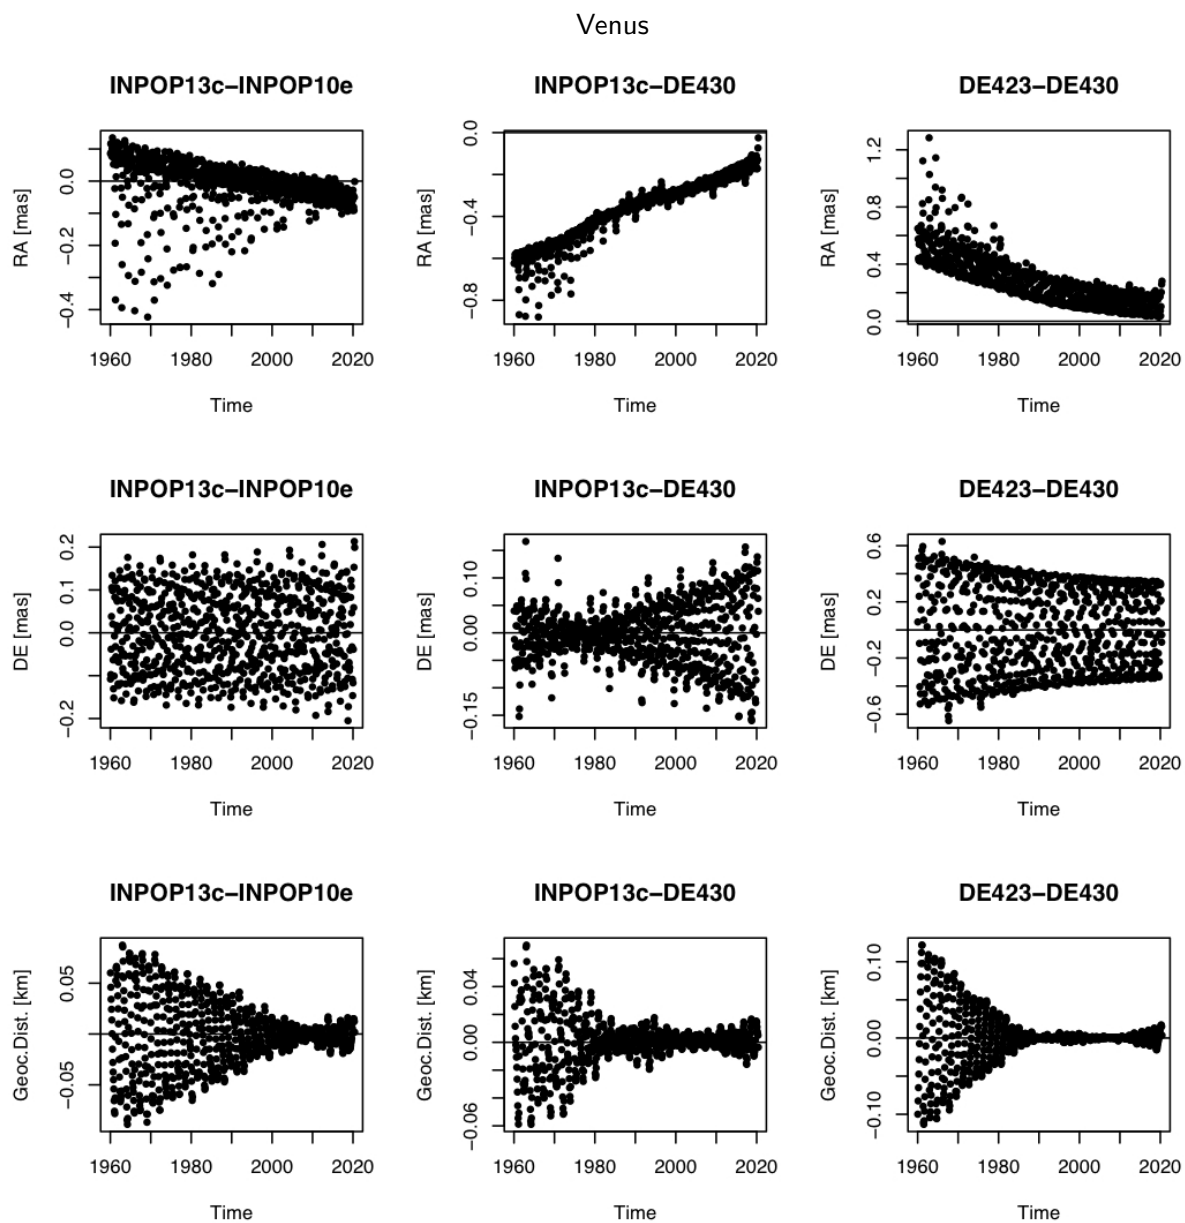 Venus
INPOP13c−INPOP10e INPOP13c−DE430 DE423−DE430
RA [mas]
0.0
−0.2
−0.4
1960 1980 2000 2020
Time
RA [mas]
0.0
−0.4
−0.8
1960 1980 2000 2020
Time
RA [mas]
1.2
0.8
0.4
0.0
1960 1980 2000 2020
Time
INPOP13c−INPOP10e INPOP13c−DE430 DE423−DE430
DE [mas]
0.2
0.1
0.0
−0.2
1960 1980 2000 2020
Time
DE [mas]
0.10
0.00
−0.15
1960 1980 2000 2020
Time
DE [mas]
0.6
0.2
−0.2
−0.6
1960 1980 2000 2020
Time
INPOP13c−INPOP10e INPOP13c−DE430 DE423−DE430
Geoc.Dist. [km]
0.05
−0.05
1960 1980 2000 2020
Time
Geoc.Dist. [km]
0.04
0.00
−0.06
1960 1980 2000 2020
Time
Geoc.Dist. [km]
0.10
0.00
−0.10
1960 1980 2000 2020
Time